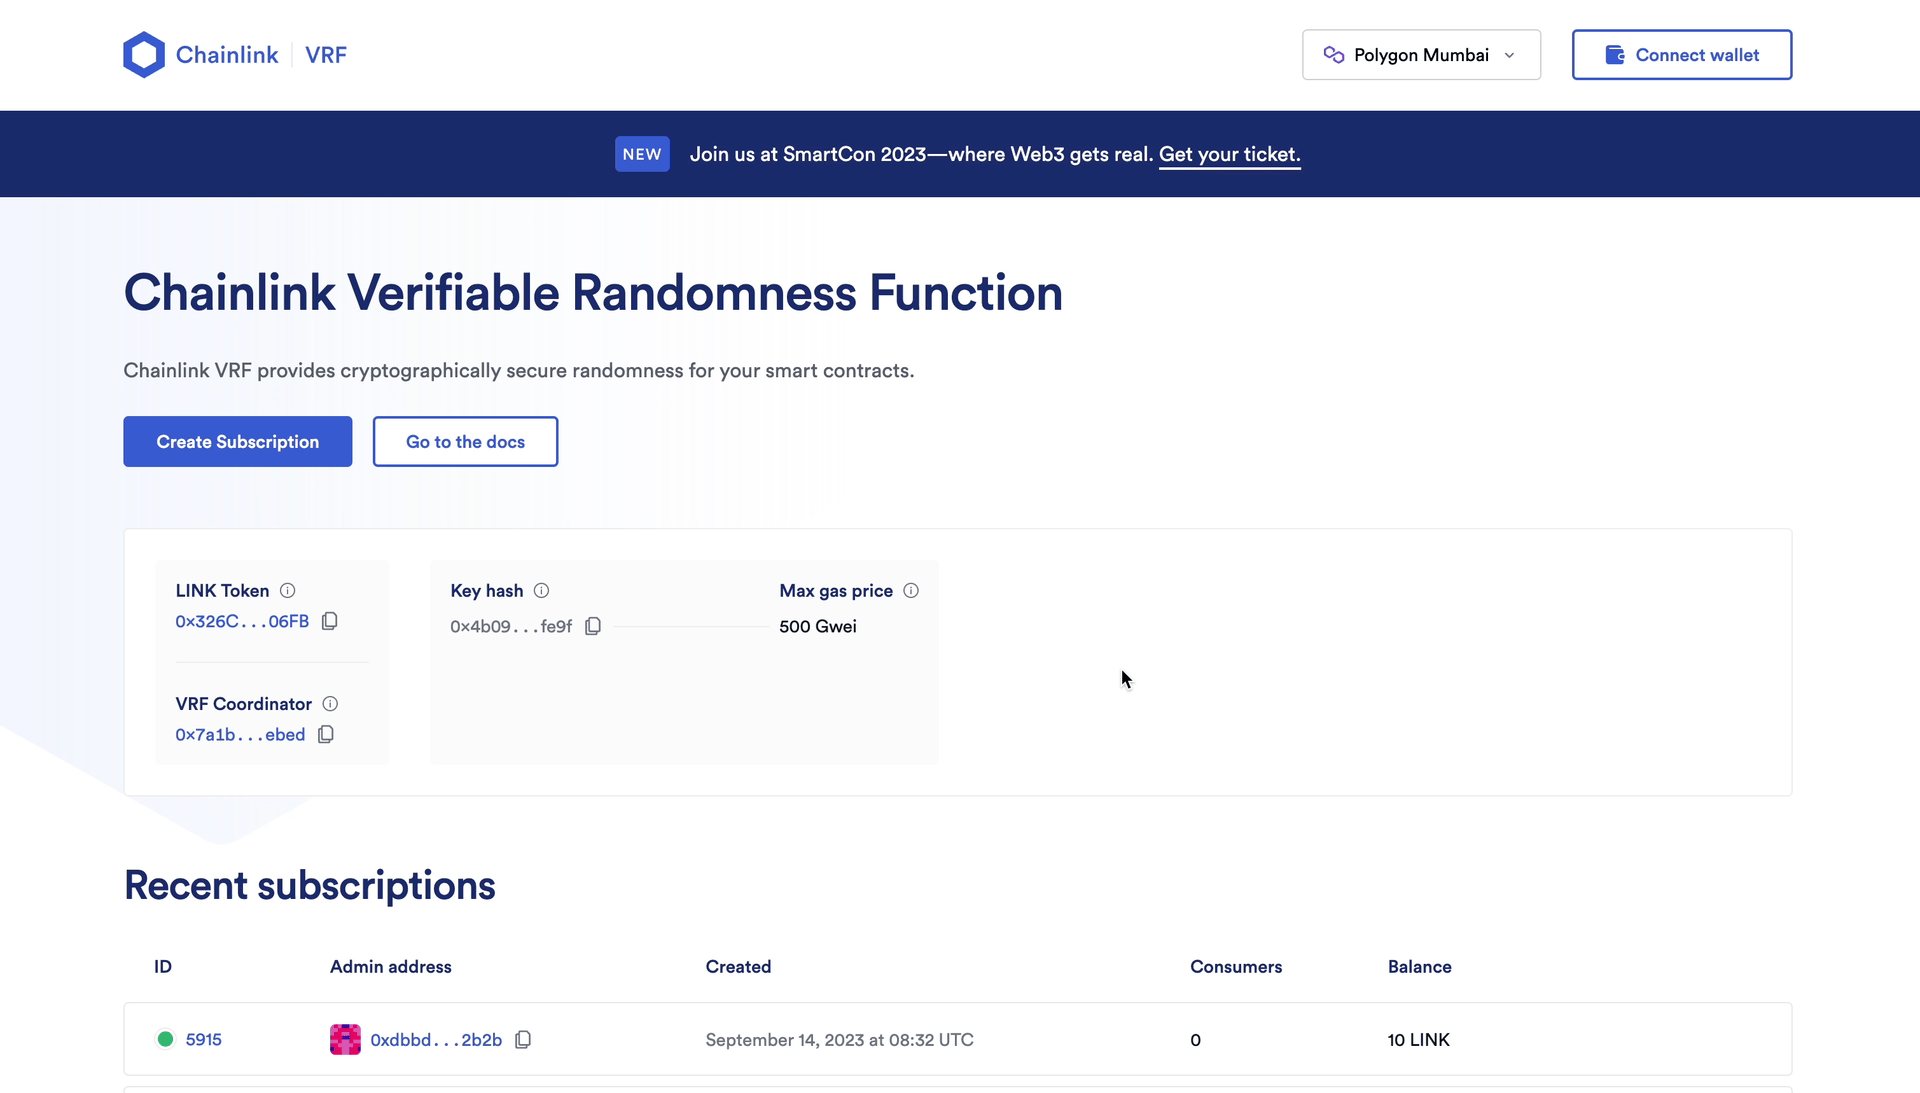 Chainlink | VRF
Polygon Mumbai
Connect wallet
NEW Join us at SmartCon 2023—where Web3 gets real. Get your ticket.
Chainlink Verifiable Randomness Function
Chainlink VRF provides cryptographically secure randomness for your smart contracts.
Create Subscription
Go to the docs
LINK Token
0x326C...06FB
VRF Coordinator
0x7a1b...ebed
Key hash Max gas price
0x4b09...fe9f 500 Gwei
Recent subscriptions
ID Admin address Created Consumers Balance
5915 0xdbbd...2b2b September 14, 2023 at 08:32 UTC 0 10 LINK